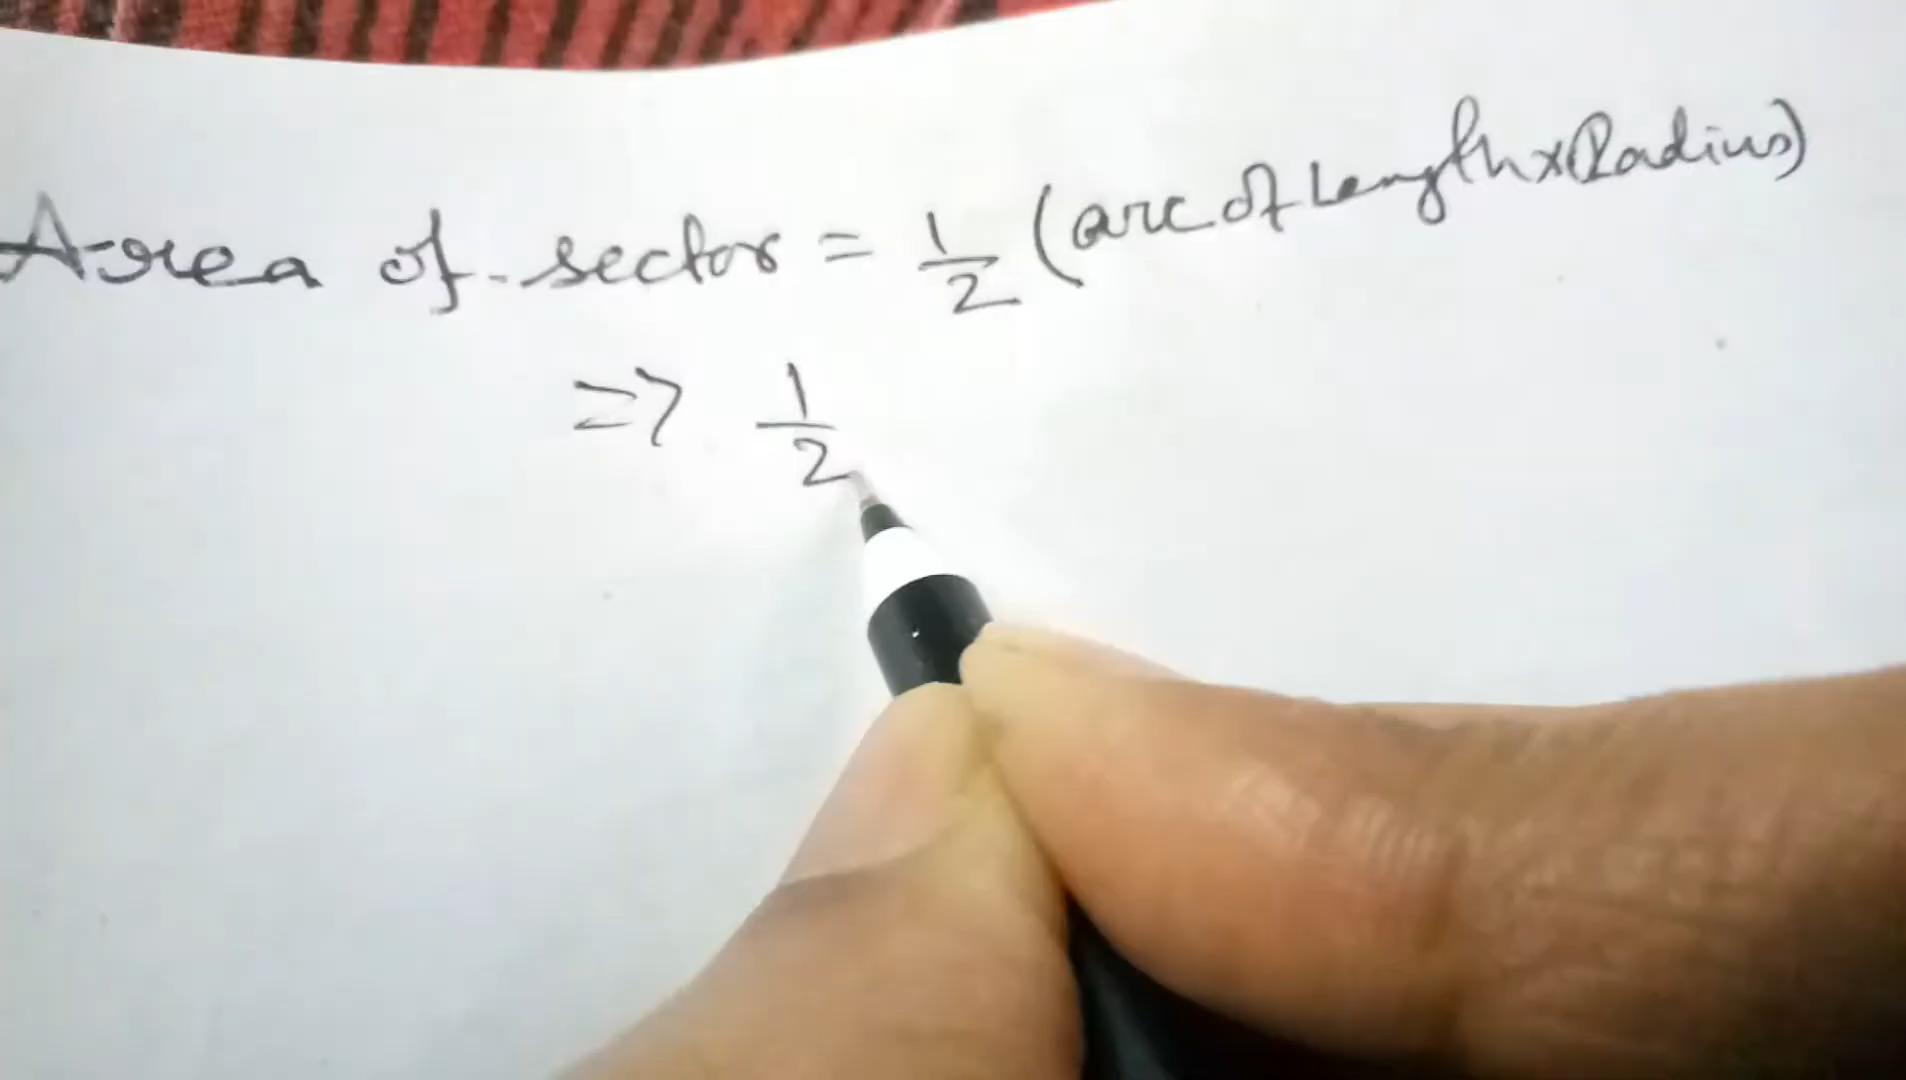 Area of sector = 1/2 (arc of Length x Radius)
=> 1/2